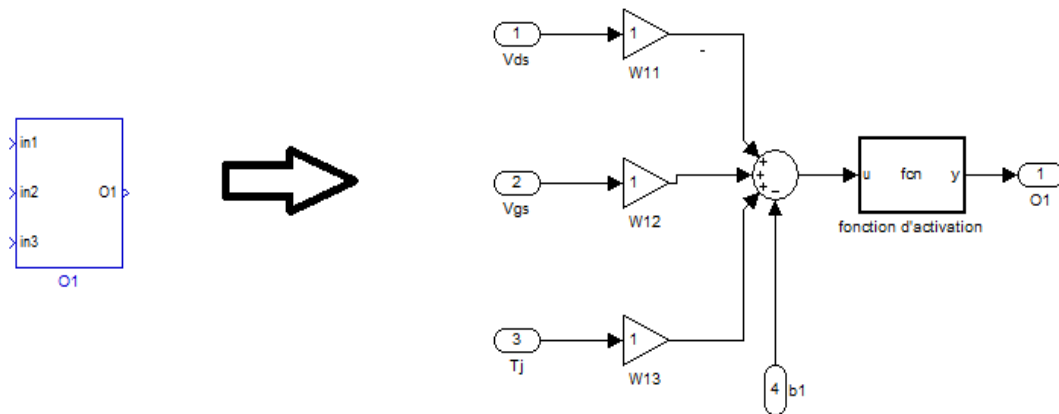 in1
in2
in3
O1
O1
1
Vds
1
W11
-
2
Vgs
1
W12
3
Tj
1
W13
+
+
+
−
4
b1
u fcn y
fonction d'activation
1
O1